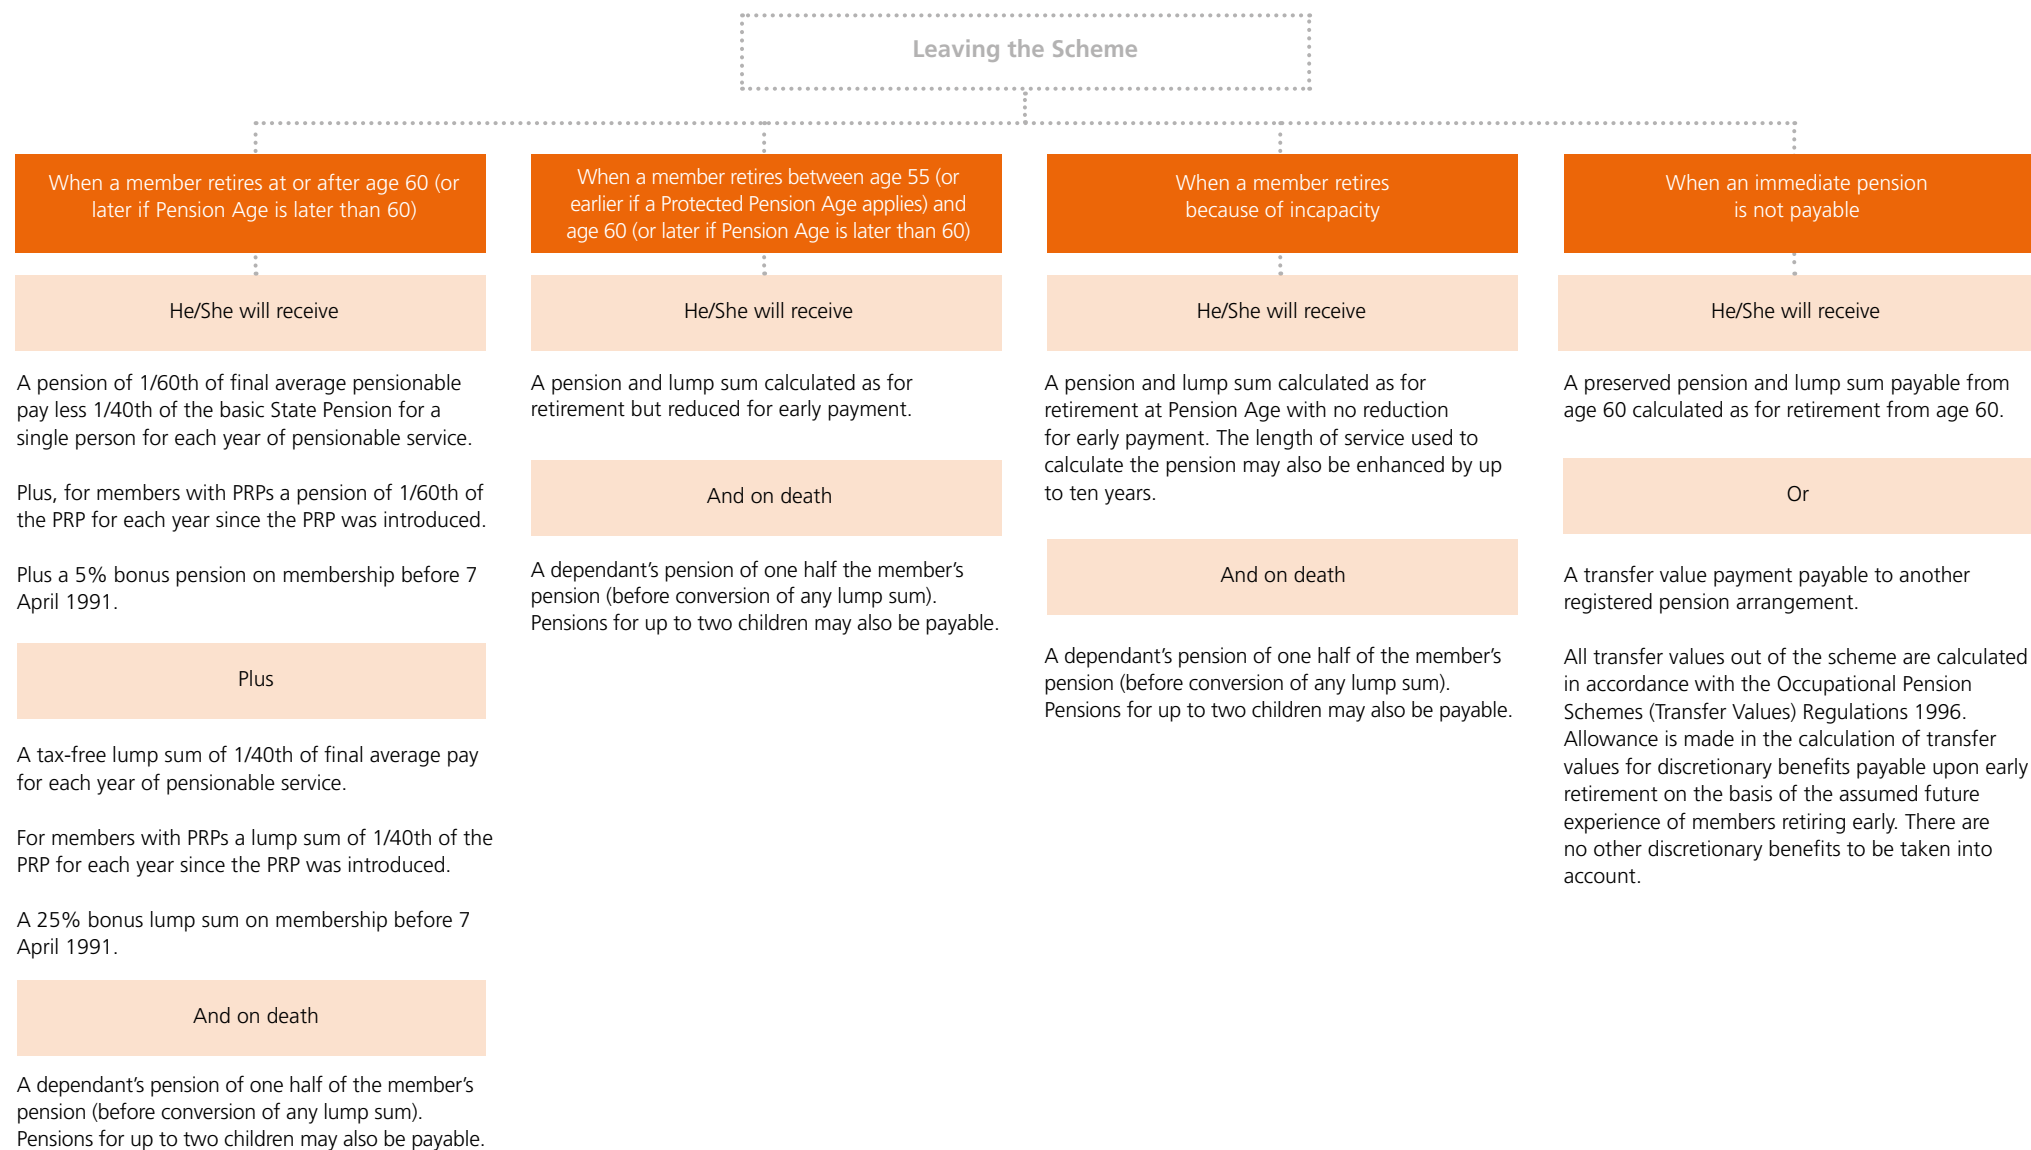 Leaving the Scheme
When a member retires at or after age 60 (or
later if Pension Age is later than 60)
He/She will receive
A pension of 1/60th of final average pensionable
pay less 1/40th of the basic State Pension for a
single person for each year of pensionable service.
Plus, for members with PRPs a pension of 1/60th of
the PRP for each year since the PRP was introduced.
Plus a 5% bonus pension on membership before 7
April 1991.
Plus
A tax-free lump sum of 1/40th of final average pay
for each year of pensionable service.
For members with PRPs a lump sum of 1/40th of the
PRP for each year since the PRP was introduced.
A 25% bonus lump sum on membership before 7
April 1991.
And on death
A dependant’s pension of one half of the member’s
pension (before conversion of any lump sum).
Pensions for up to two children may also be payable.
When a member retires between age 55 (or
earlier if a Protected Pension Age applies) and
age 60 (or later if Pension Age is later than 60)
He/She will receive
A pension and lump sum calculated as for
retirement but reduced for early payment.
And on death
A dependant’s pension of one half the member’s
pension (before conversion of any lump sum).
Pensions for up to two children may also be payable.
When a member retires
because of incapacity
He/She will receive
A pension and lump sum calculated as for
retirement at Pension Age with no reduction
for early payment. The length of service used to
calculate the pension may also be enhanced by up
to ten years.
And on death
A dependant’s pension of one half of the member’s
pension (before conversion of any lump sum).
Pensions for up to two children may also be payable.
When an immediate pension
is not payable
He/She will receive
A preserved pension and lump sum payable from
age 60 calculated as for retirement from age 60.
Or
A transfer value payment payable to another
registered pension arrangement.
All transfer values out of the scheme are calculated
in accordance with the Occupational Pension
Schemes (Transfer Values) Regulations 1996.
Allowance is made in the calculation of transfer
values for discretionary benefits payable upon early
retirement on the basis of the assumed future
experience of members retiring early. There are
no other discretionary benefits to be taken into
account.